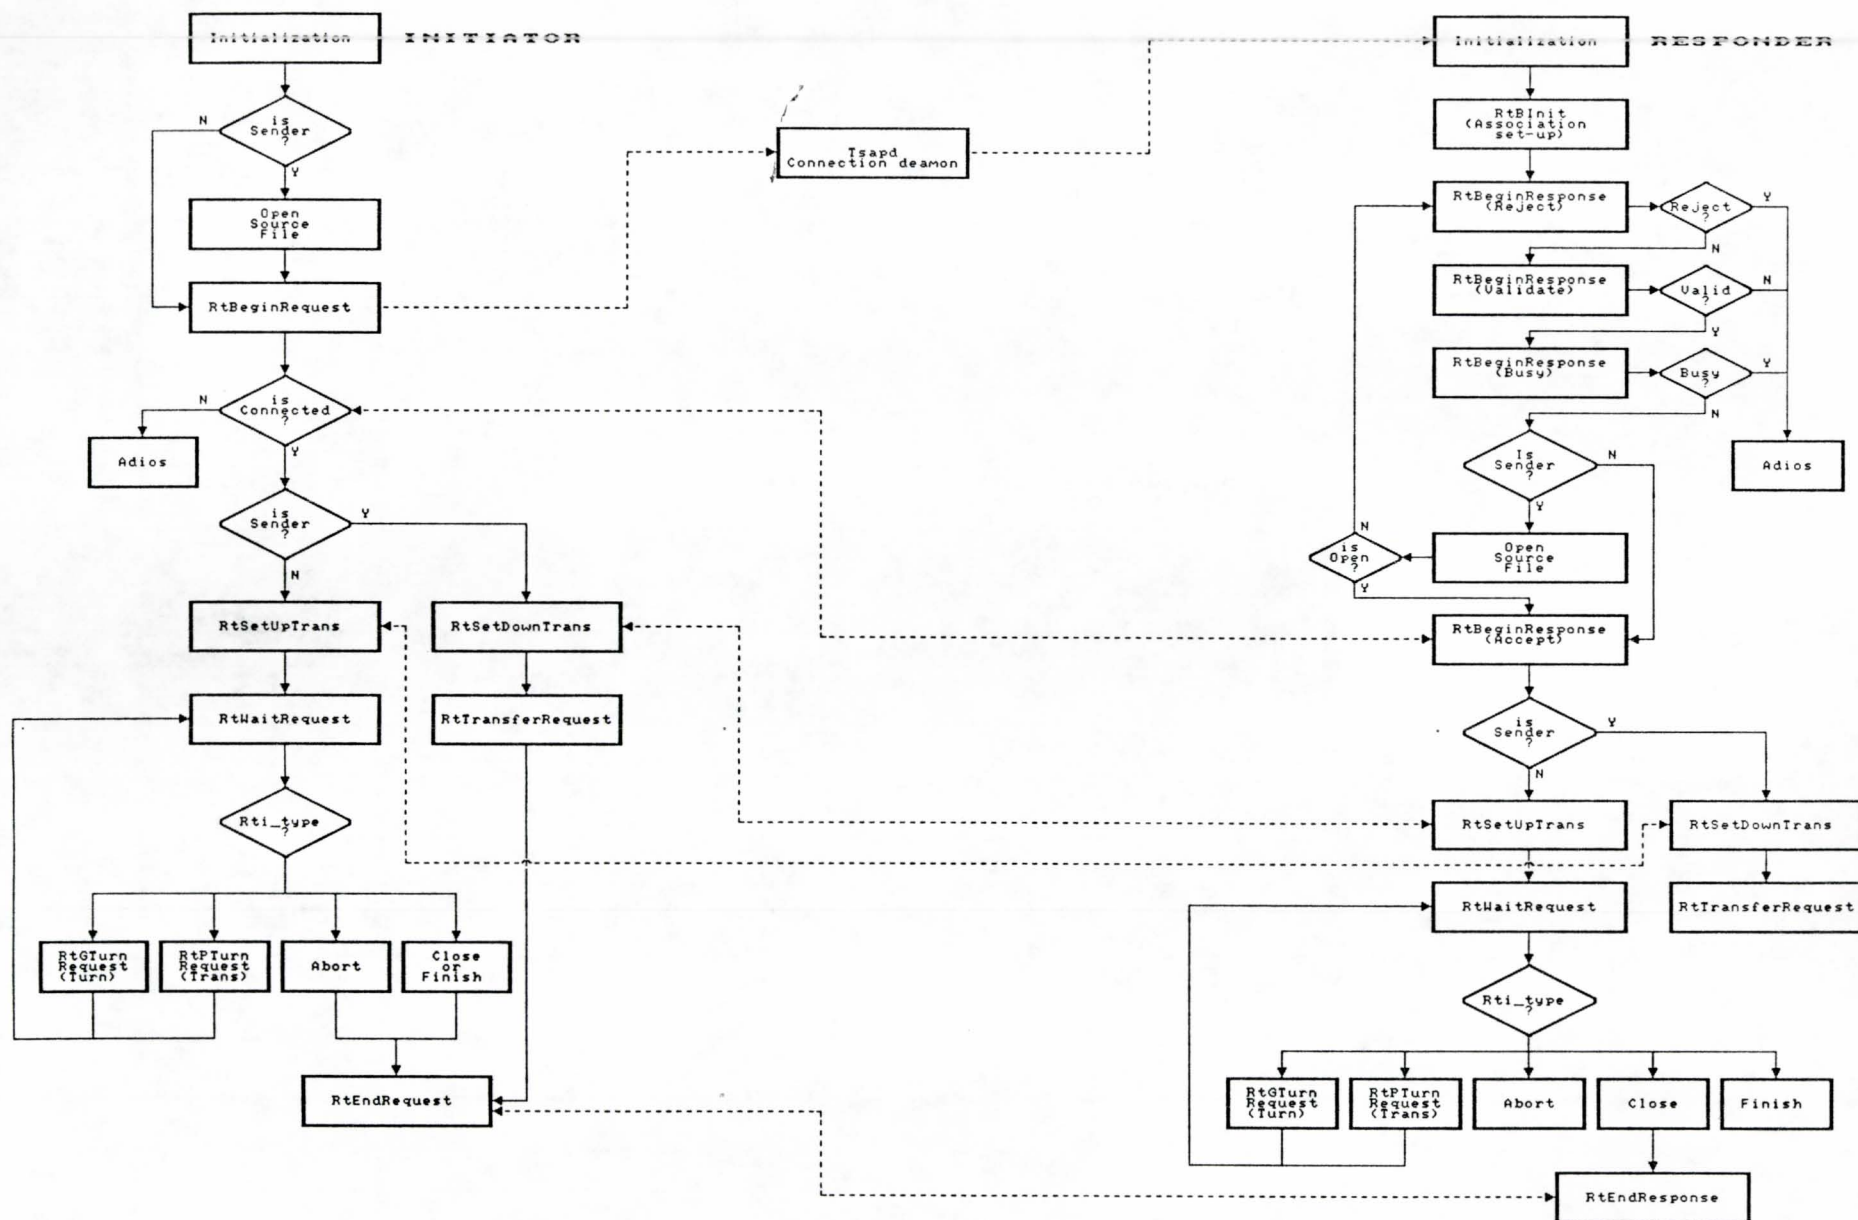 Initialization
INITIATOR
is
Sender
?
N
Y
Open
Source
File
RtBeginRequest
is
Connected
?
N
Y
Adios
is
Sender
?
Y
N
RtSetUpTrans
RtSetDownTrans
RtWaitRequest
RtTransferRequest
Rti_type
?
RtGTurn
Request
(Turn)
RtPTurn
Request
(Trans)
Abort
Close
or
Finish
RtEndRequest
Tsapd
Connection deamon
Initialization
RESPONDER
RtBInit
(Association
set-up)
RtBeginResponse
(Reject)
Reject
?
Y
N
RtBeginResponse
(Validate)
Valid
?
N
Y
RtBeginResponse
(Busy)
Busy
?
Y
N
Is
Sender
?
N
Y
Adios
Open
Source
File
is
Open
?
N
Y
RtBeginResponse
(Accept)
is
Sender
?
Y
N
RtSetUpTrans
RtSetDownTrans
RtWaitRequest
RtTransferRequest
Rti_type
?
RtGTurn
Request
(Turn)
RtPTurn
Request
(Trans)
Abort
Close
Finish
RtEndResponse